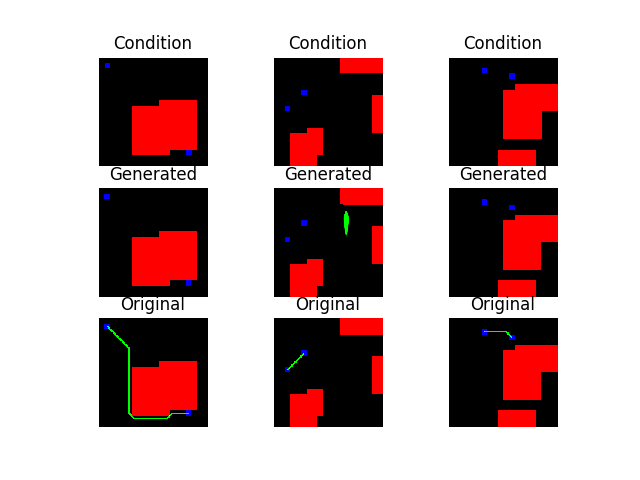 Condition
Condition
Condition
Generated
Generated
Generated
Original
Original
Original